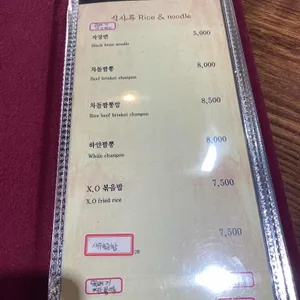 식사류 Rice & noodle
자장면 5,000
Black bean noodle
차돌짬뽕 8,000
Beef brisket champon
차돌짬뽕밥 8,500
Rice beef brisket champon
하얀짬뽕 8,000
White champon
X.O 볶음밥 7,500
X.O fried rice
7,500